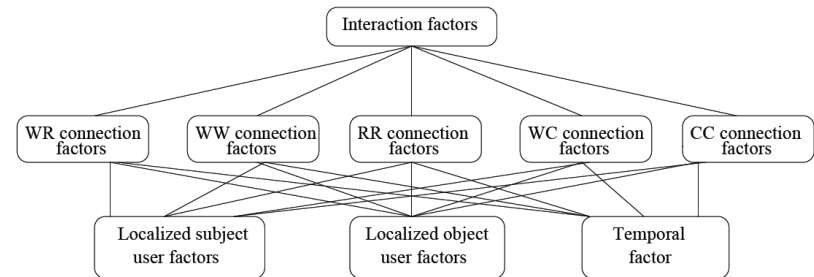 Interaction factors
WR connection
factors
WW connection
factors
RR connection
factors
WC connection
factors
CC connection
factors
Localized subject
user factors
Localized object
user factors
Temporal
factor